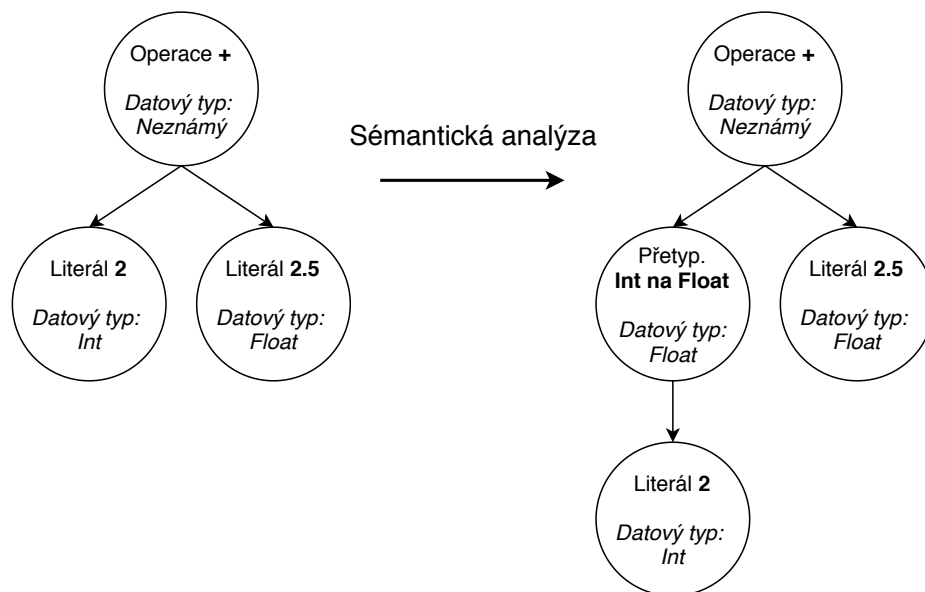 Operace +
Datový typ:
Neznámý
Literál 2
Datový typ:
Int
Literál 2.5
Datový typ:
Float
Sémantická analýza
Operace +
Datový typ:
Neznámý
Přetyp.
Int na Float
Datový typ:
Float
Literál 2.5
Datový typ:
Float
Literál 2
Datový typ:
Int